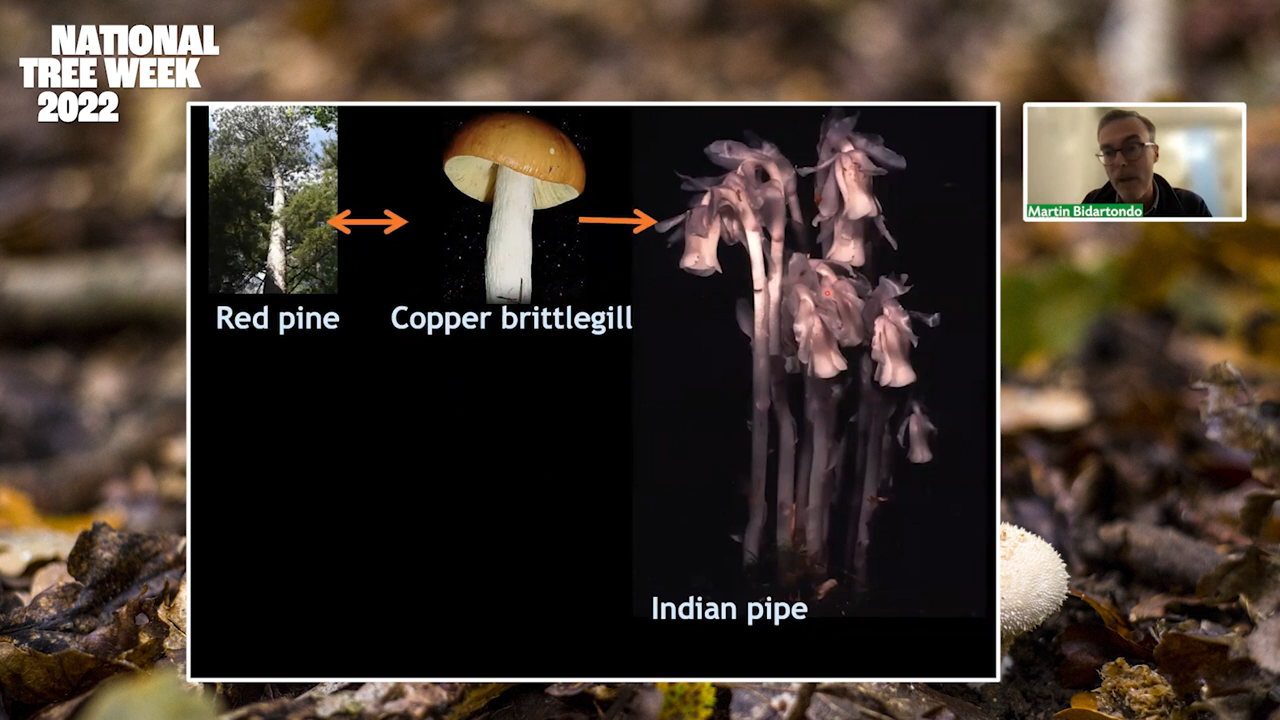 NATIONAL
TREE WEEK
2022
Red pine
Copper brittlegill
Indian pipe
Martin Bidartondo